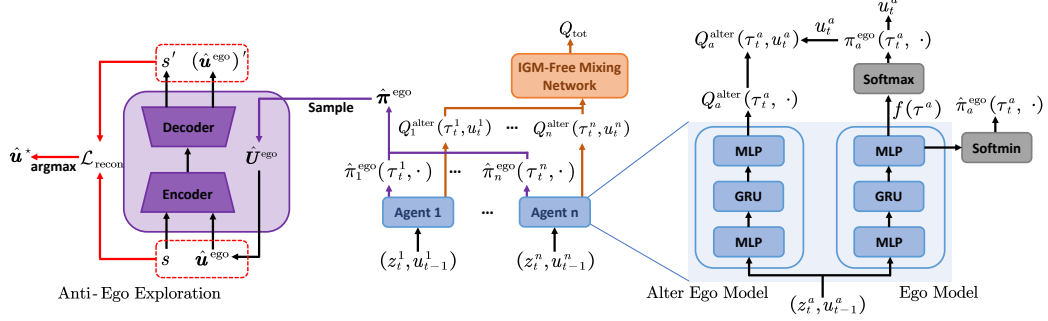 s′ (û^ego)′
Decoder
Encoder
û* argmax L_recon
Û^ego
s û^ego
Anti-Ego Exploration
Sample
π̂^ego
Q_tot
IGM-Free Mixing
Network
Q_1^alter(τ_t^1, u_t^1) ... Q_n^alter(τ_t^n, u_t^n)
π̂_1^ego(τ_t^1, ·) ... π̂_n^ego(τ_t^n, ·)
Agent 1 ... Agent n
(z_t^1, u_{t-1}^1) (z_t^n, u_{t-1}^n)
u_t^a
Q_a^alter(τ_t^a, u_t^a) u_t^a π_a^ego(τ_t^a, ·)
Softmax
Q_a^alter(τ_t^a, ·) f(τ^a) π̂_a^ego(τ_t^a, ·)
MLP MLP Softmin
GRU GRU
MLP MLP
Alter Ego Model (z_t^a, u_{t-1}^a) Ego Model